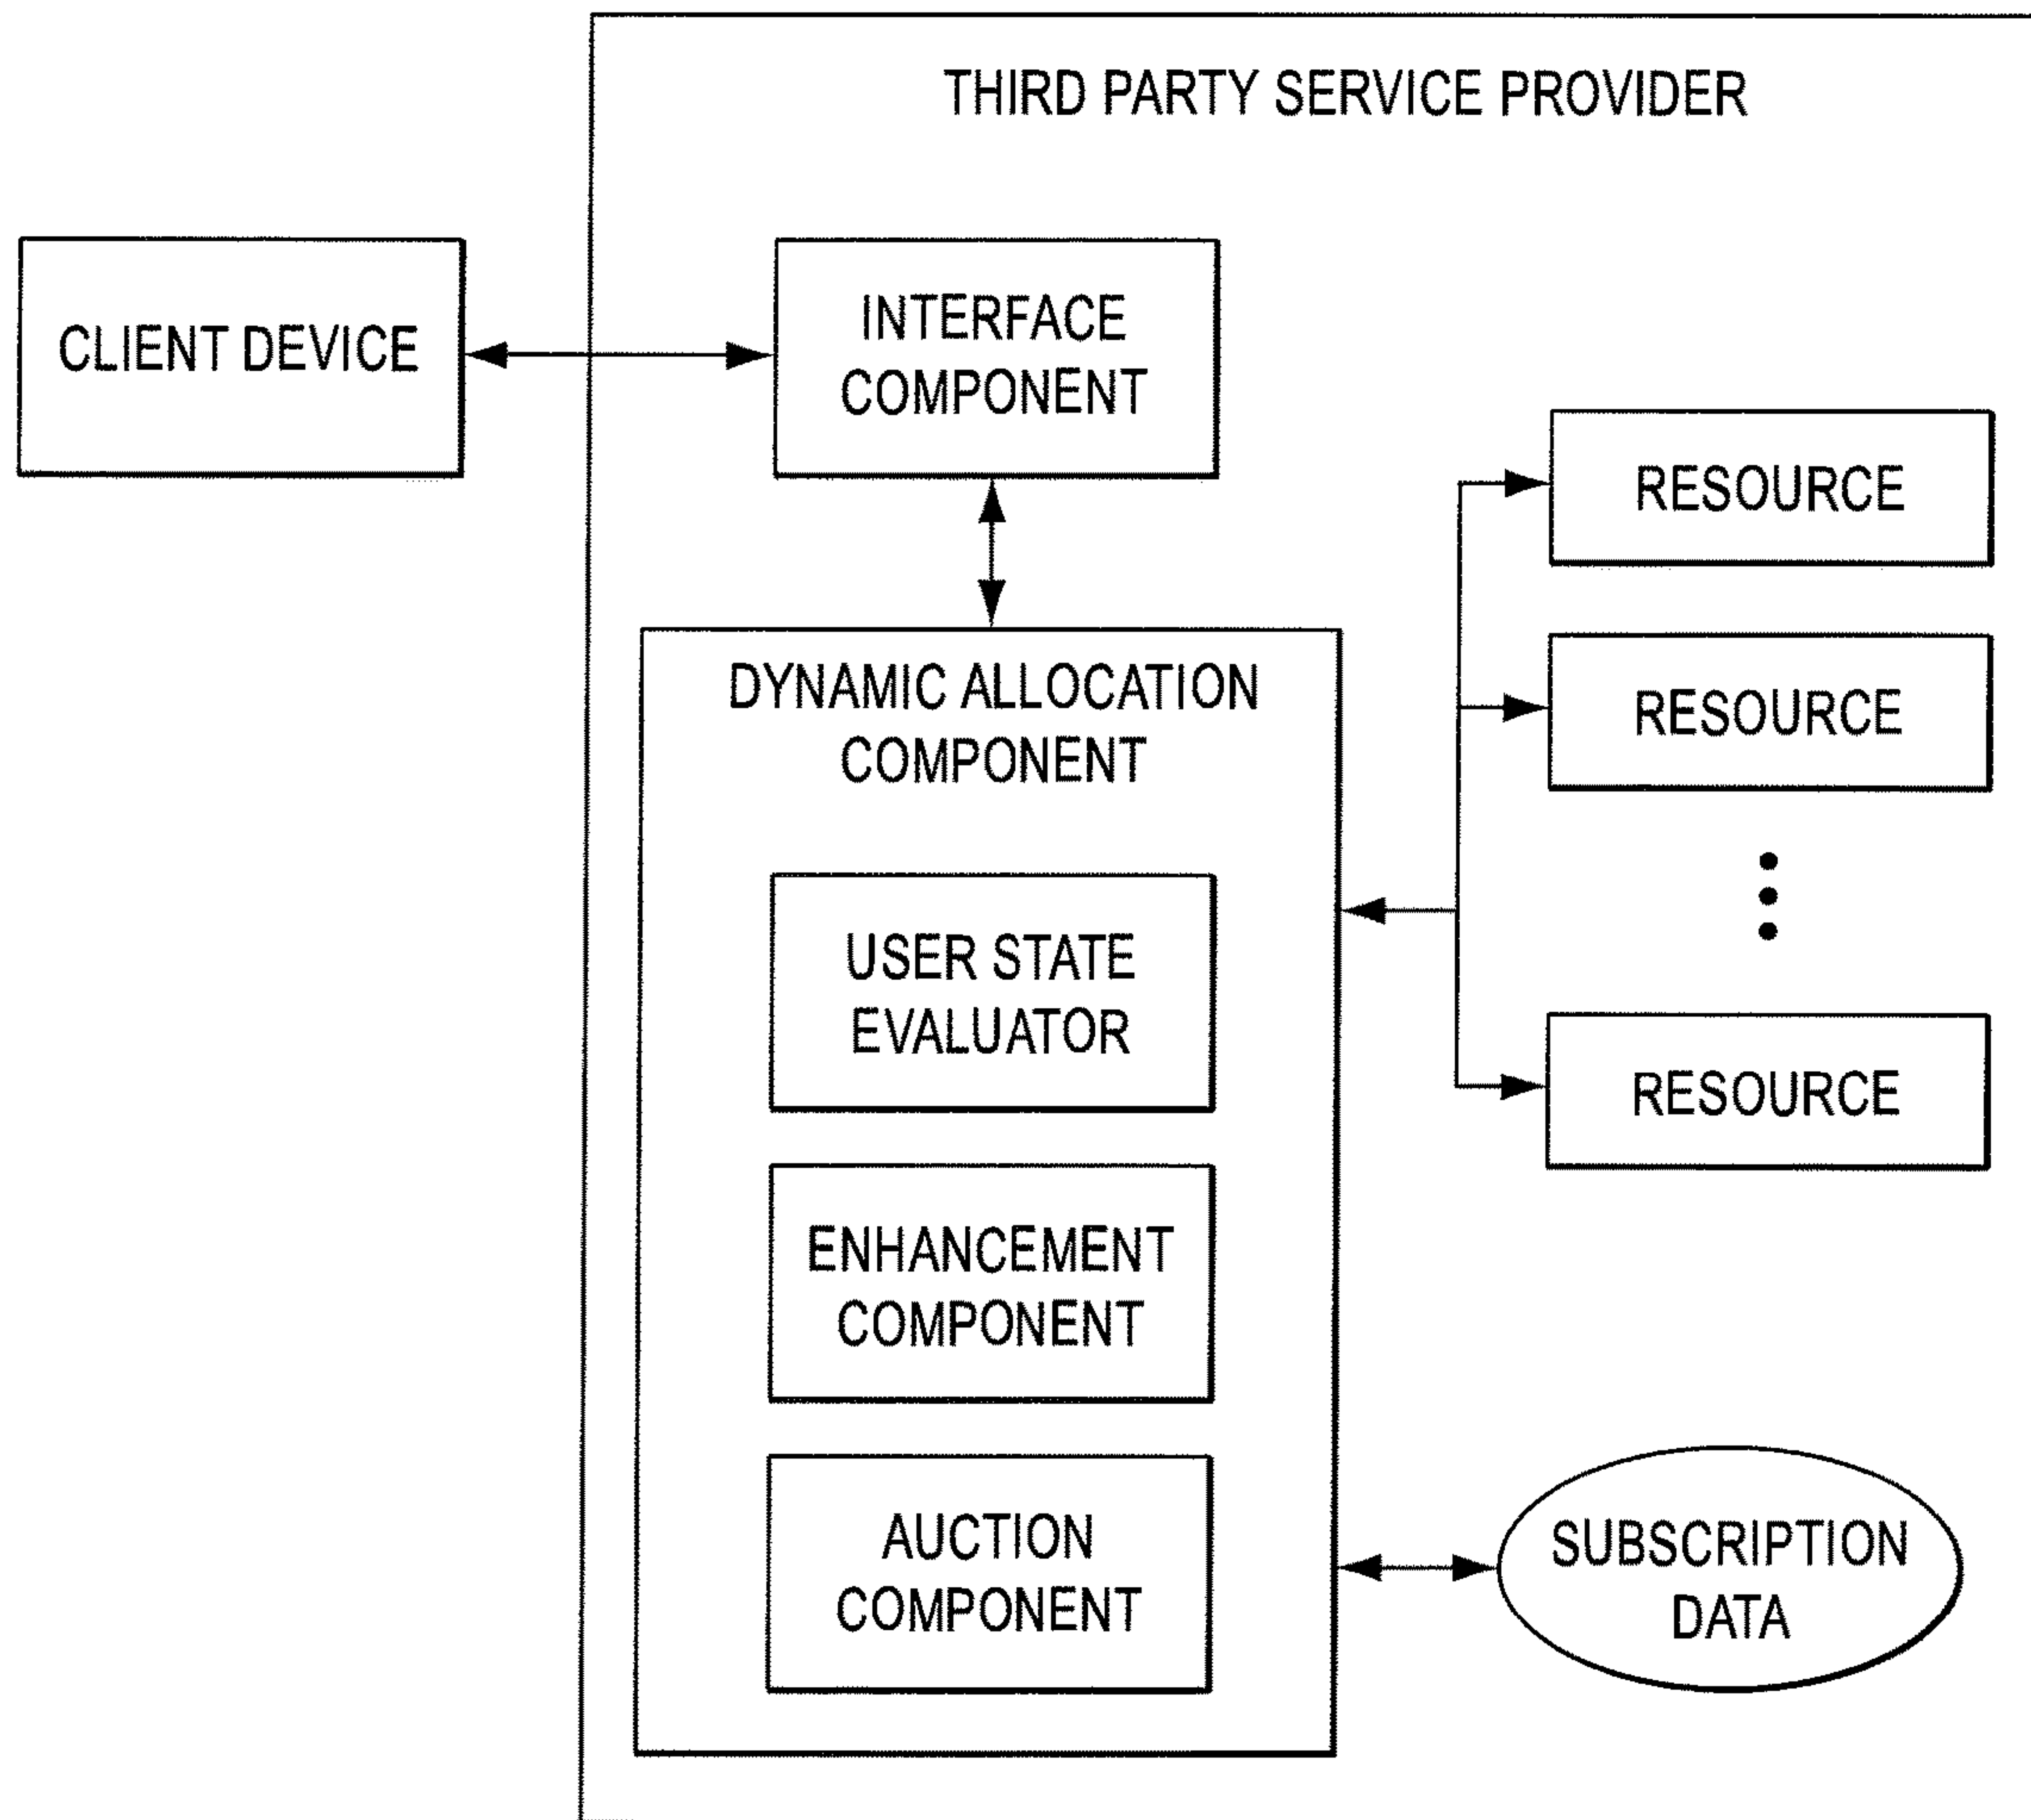 THIRD PARTY SERVICE PROVIDER
CLIENT DEVICE
INTERFACE
COMPONENT
RESOURCE
RESOURCE
RESOURCE
DYNAMIC ALLOCATION
COMPONENT
USER STATE
EVALUATOR
ENHANCEMENT
COMPONENT
AUCTION
COMPONENT
SUBSCRIPTION
DATA